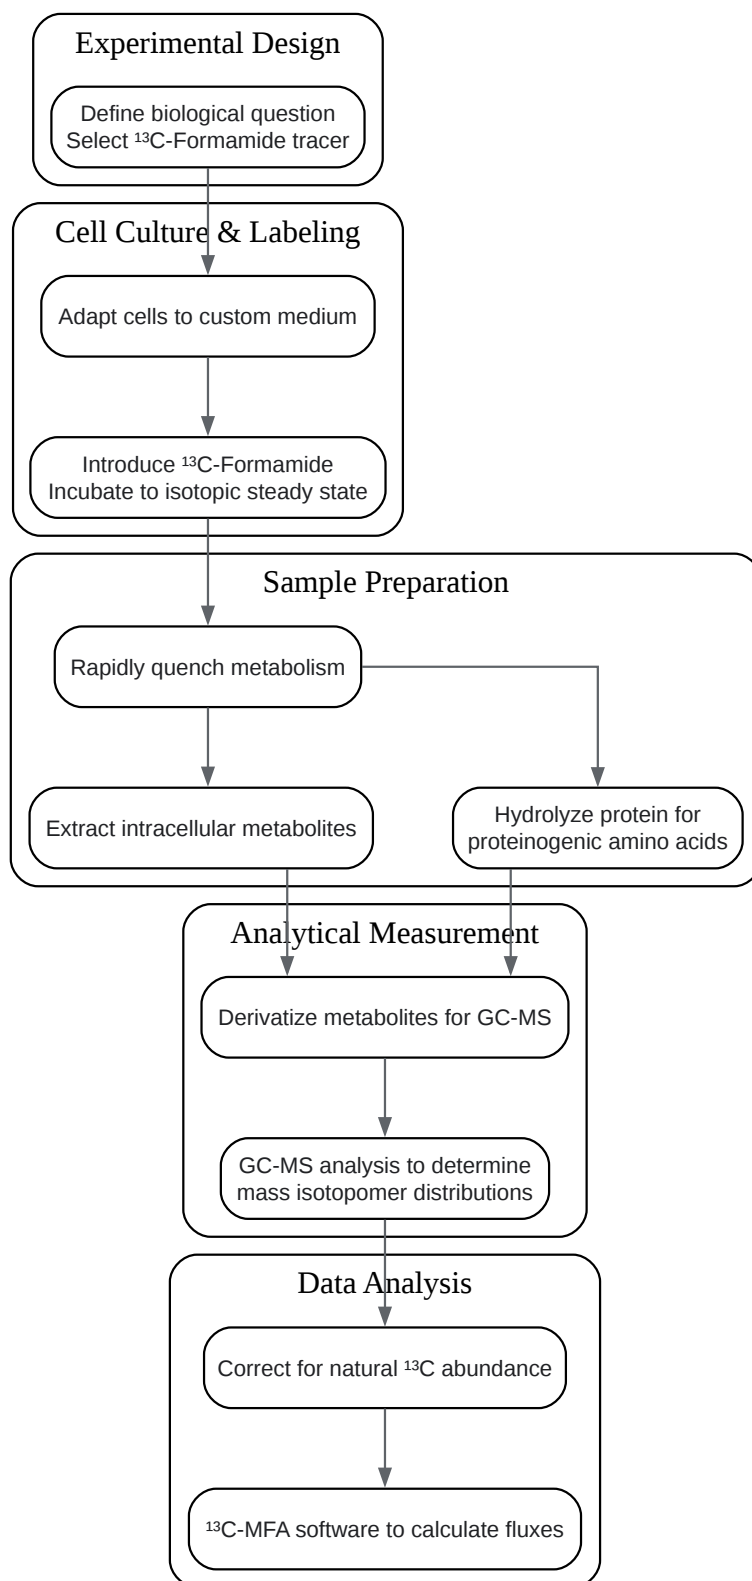 Experimental Design
Define biological question
Select ¹³C-Formamide tracer
Cell Culture & Labeling
Adapt cells to custom medium
Introduce ¹³C-Formamide
Incubate to isotopic steady state
Sample Preparation
Rapidly quench metabolism
Extract intracellular metabolites
Hydrolyze protein for
proteinogenic amino acids
Analytical Measurement
Derivatize metabolites for GC-MS
GC-MS analysis to determine
mass isotopomer distributions
Data Analysis
Correct for natural ¹³C abundance
¹³C-MFA software to calculate fluxes